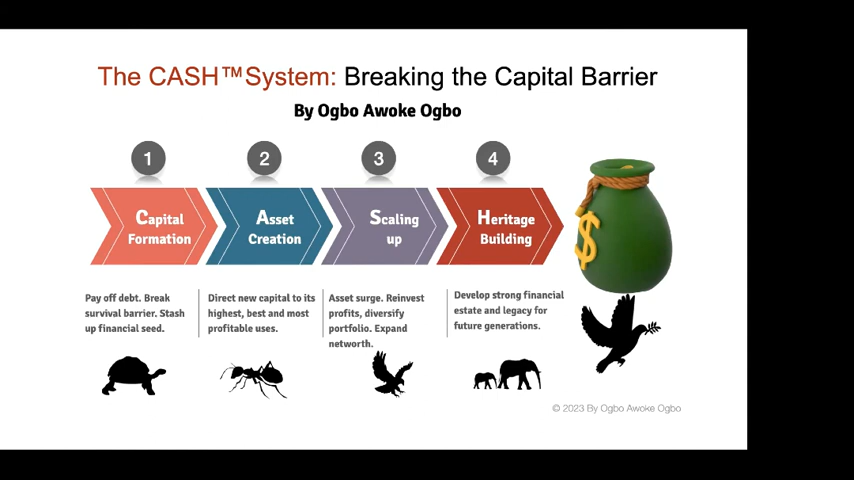 The CASH™System: Breaking the Capital Barrier
By Ogbo Awoke Ogbo
1
2
3
4
Capital
Formation
Asset
Creation
Scaling
up
Heritage
Building
$
Pay off debt. Break
survival barrier. Stash
up financial seed.
Direct new capital to its
highest, best and most
profitable uses.
Asset surge. Reinvest
profits, diversify
portfolio. Expand
networth.
Develop strong financial
estate and legacy for
future generations.
© 2023 By Ogbo Awoke Ogbo